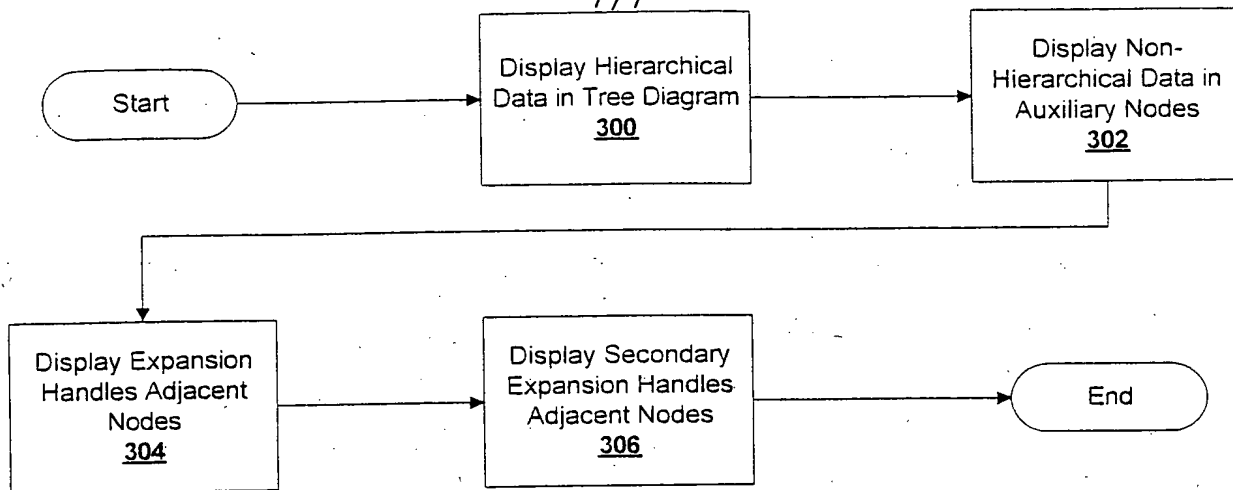 Start
Display Hierarchical
Data in Tree Diagram
300
Display Non-
Hierarchical Data in
Auxiliary Nodes
302
Display Expansion
Handles Adjacent
Nodes
304
Display Secondary
Expansion Handles
Adjacent Nodes
306
End